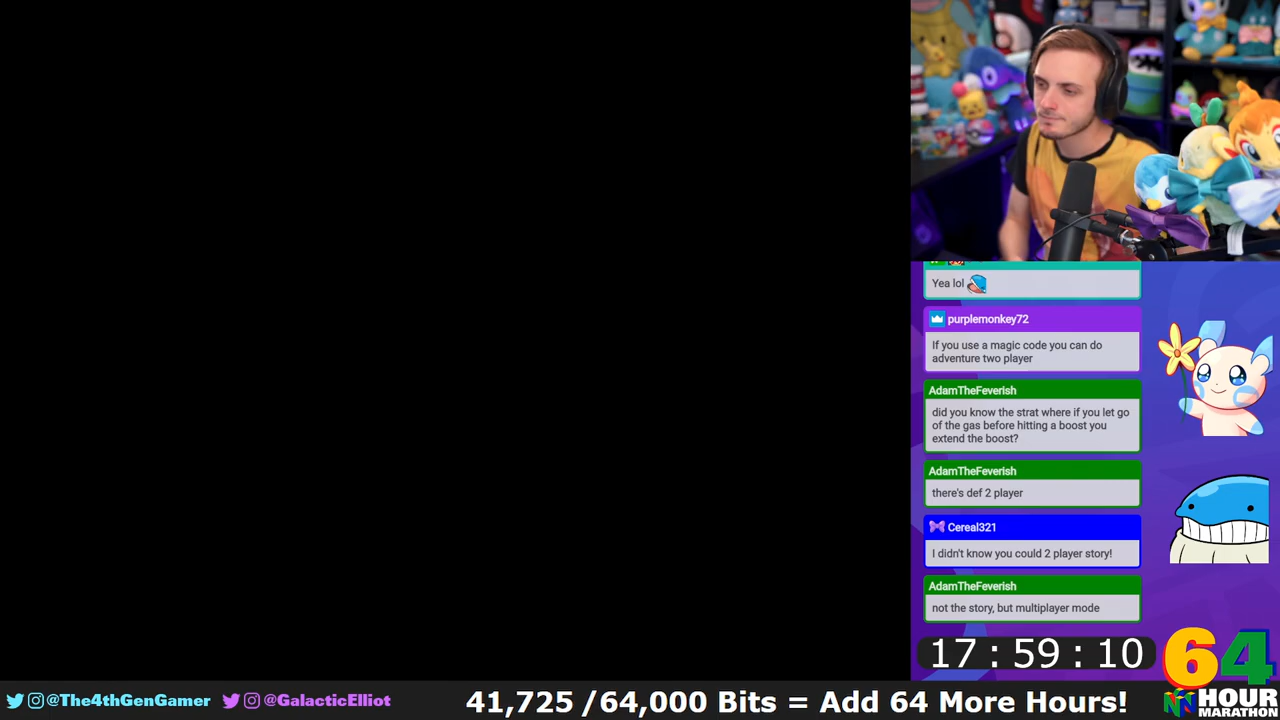 Yea lol
purplemonkey72
If you use a magic code you can do
adventure two player
AdamTheFeverish
did you know the strat where if you let go
of the gas before hitting a boost you
extend the boost?
AdamTheFeverish
there's def 2 player
Cereal321
I didn't know you could 2 player story!
AdamTheFeverish
not the story, but multiplayer mode
17:59:10
64
HOUR
MARATHON
@The4thGenGamer
@GalacticElliot
41,725 /64,000 Bits = Add 64 More Hours!